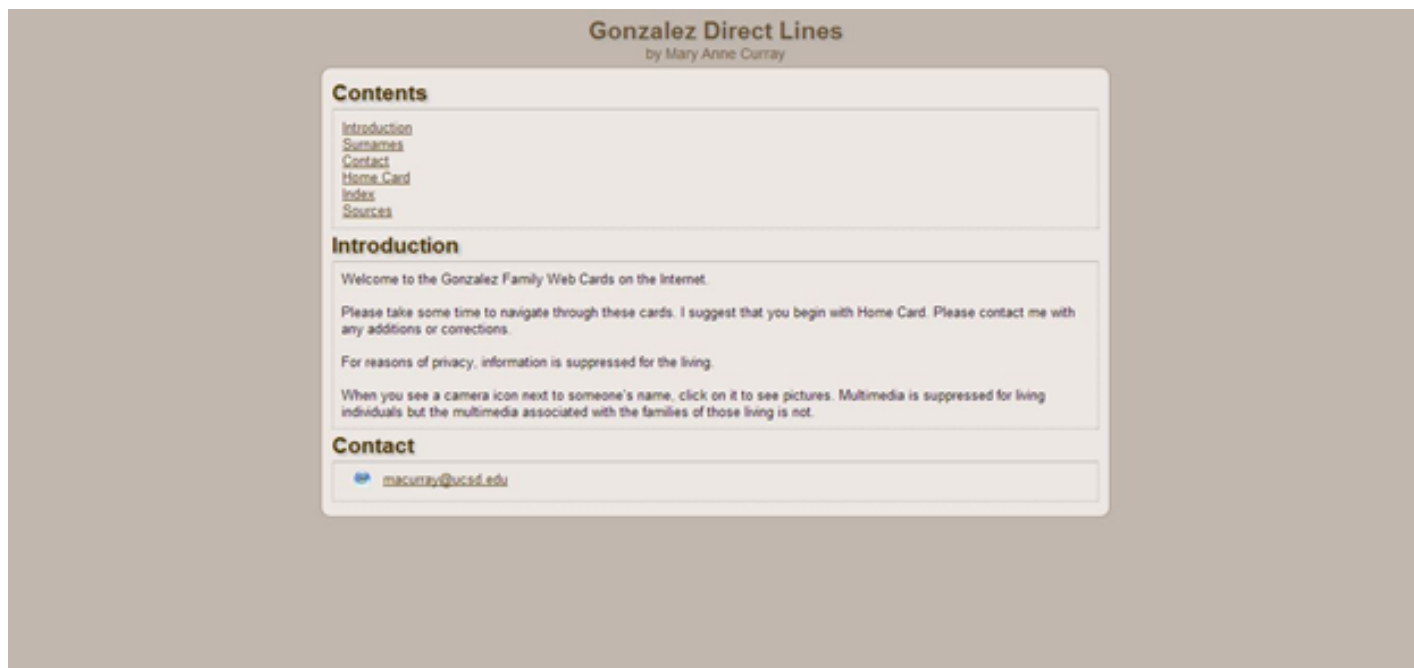 Gonzalez Direct Lines
by Mary Anne Curray
Contents
Introduction
Surnames
Contact
Home Card
Index
Sources
Introduction
Welcome to the Gonzalez Family Web Cards on the Internet.
Please take some time to navigate through these cards. I suggest that you begin with Home Card. Please contact me with
any additions or corrections.
For reasons of privacy, information is suppressed for the living.
When you see a camera icon next to someone's name, click on it to see pictures. Multimedia is suppressed for living
individuals but the multimedia associated with the families of those living is not.
Contact
macurray@ucsd.edu